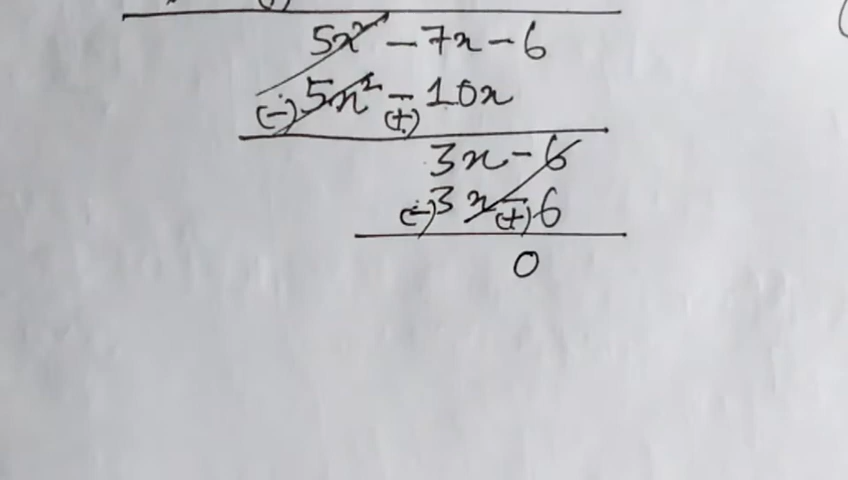 5x² - 7x - 6
(-) 5x² - (+) 10x
3x - 6
(-) 3x - (+) 6
0